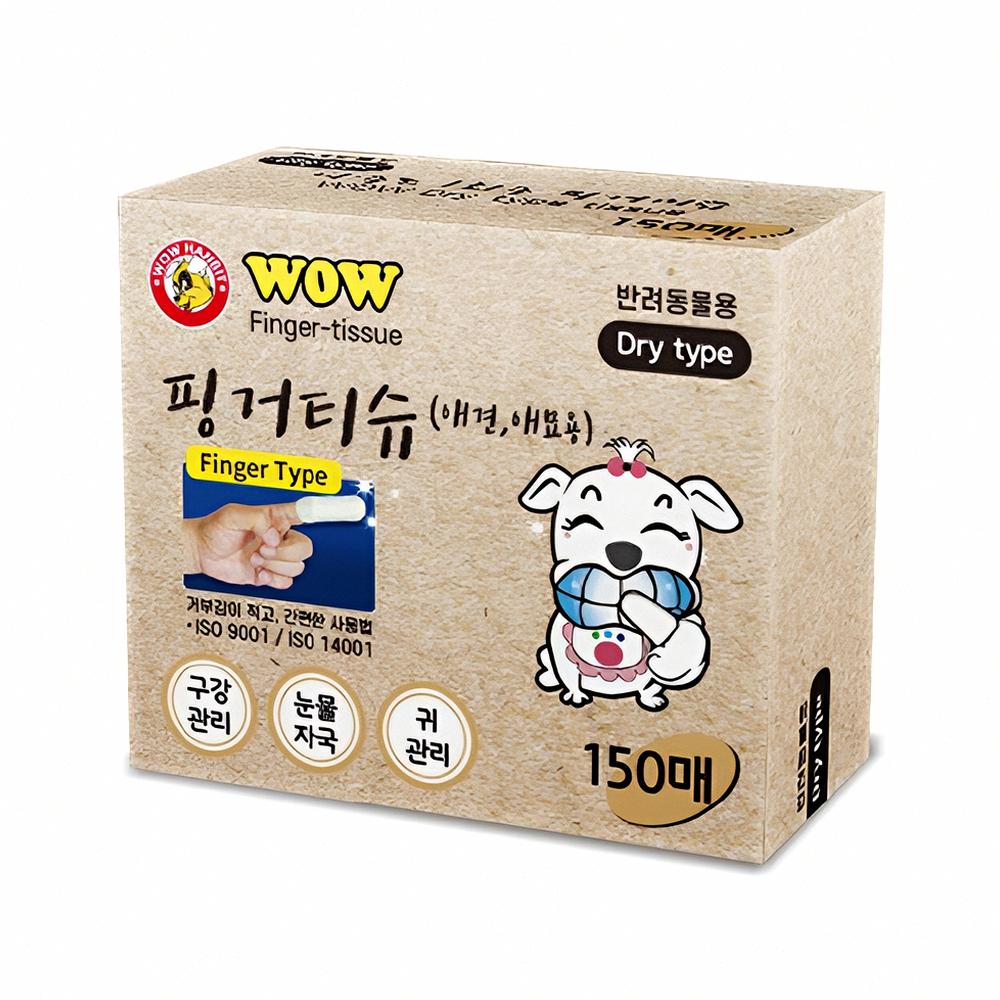 WOW
Finger-tissue
반려동물용
Dry type
핑거티슈 (애견,애묘용)
Finger Type
거부감이 적고, 간편한 사용법
·ISO 9001 / ISO 14001
구강
관리
눈물
자국
귀
관리
150매
Dry type